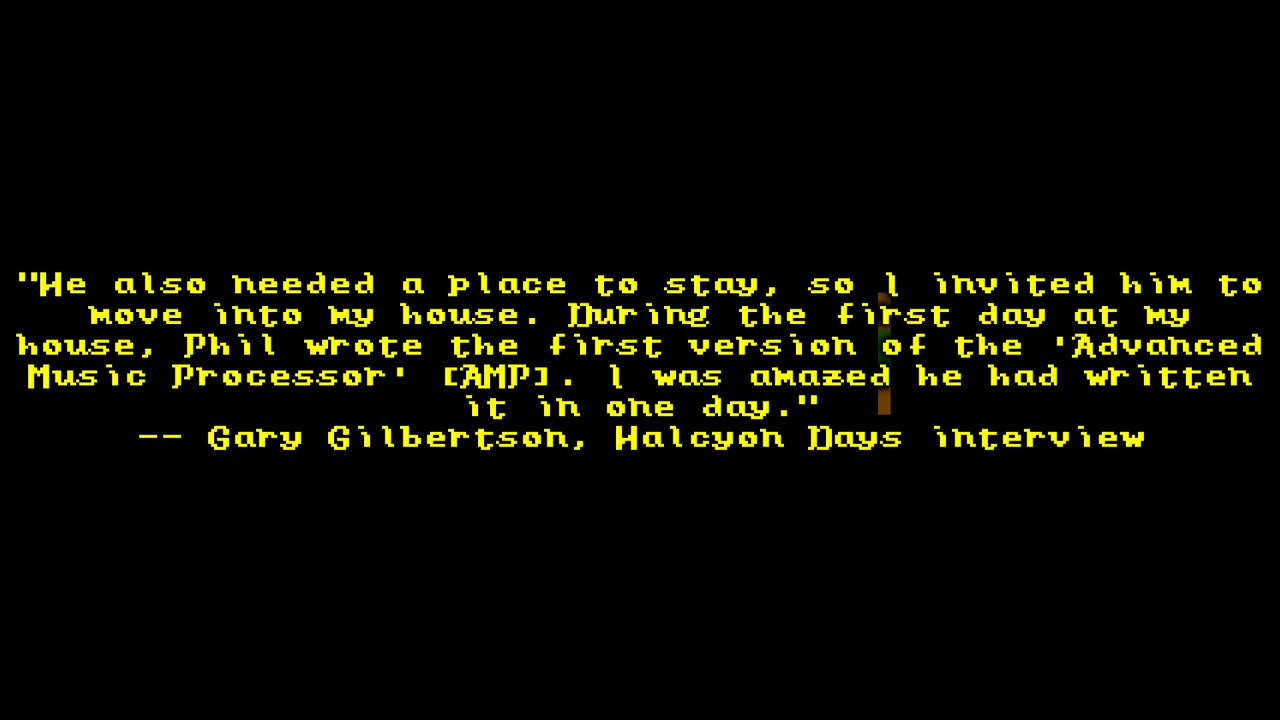 "He also needed a place to stay, so I invited him to
move into my house. During the first day at my
house, Phil wrote the first version of the 'Advanced
Music Processor' [AMP]. I was amazed he had written
it in one day."
-- Gary Gilbertson, Halcyon Days interview